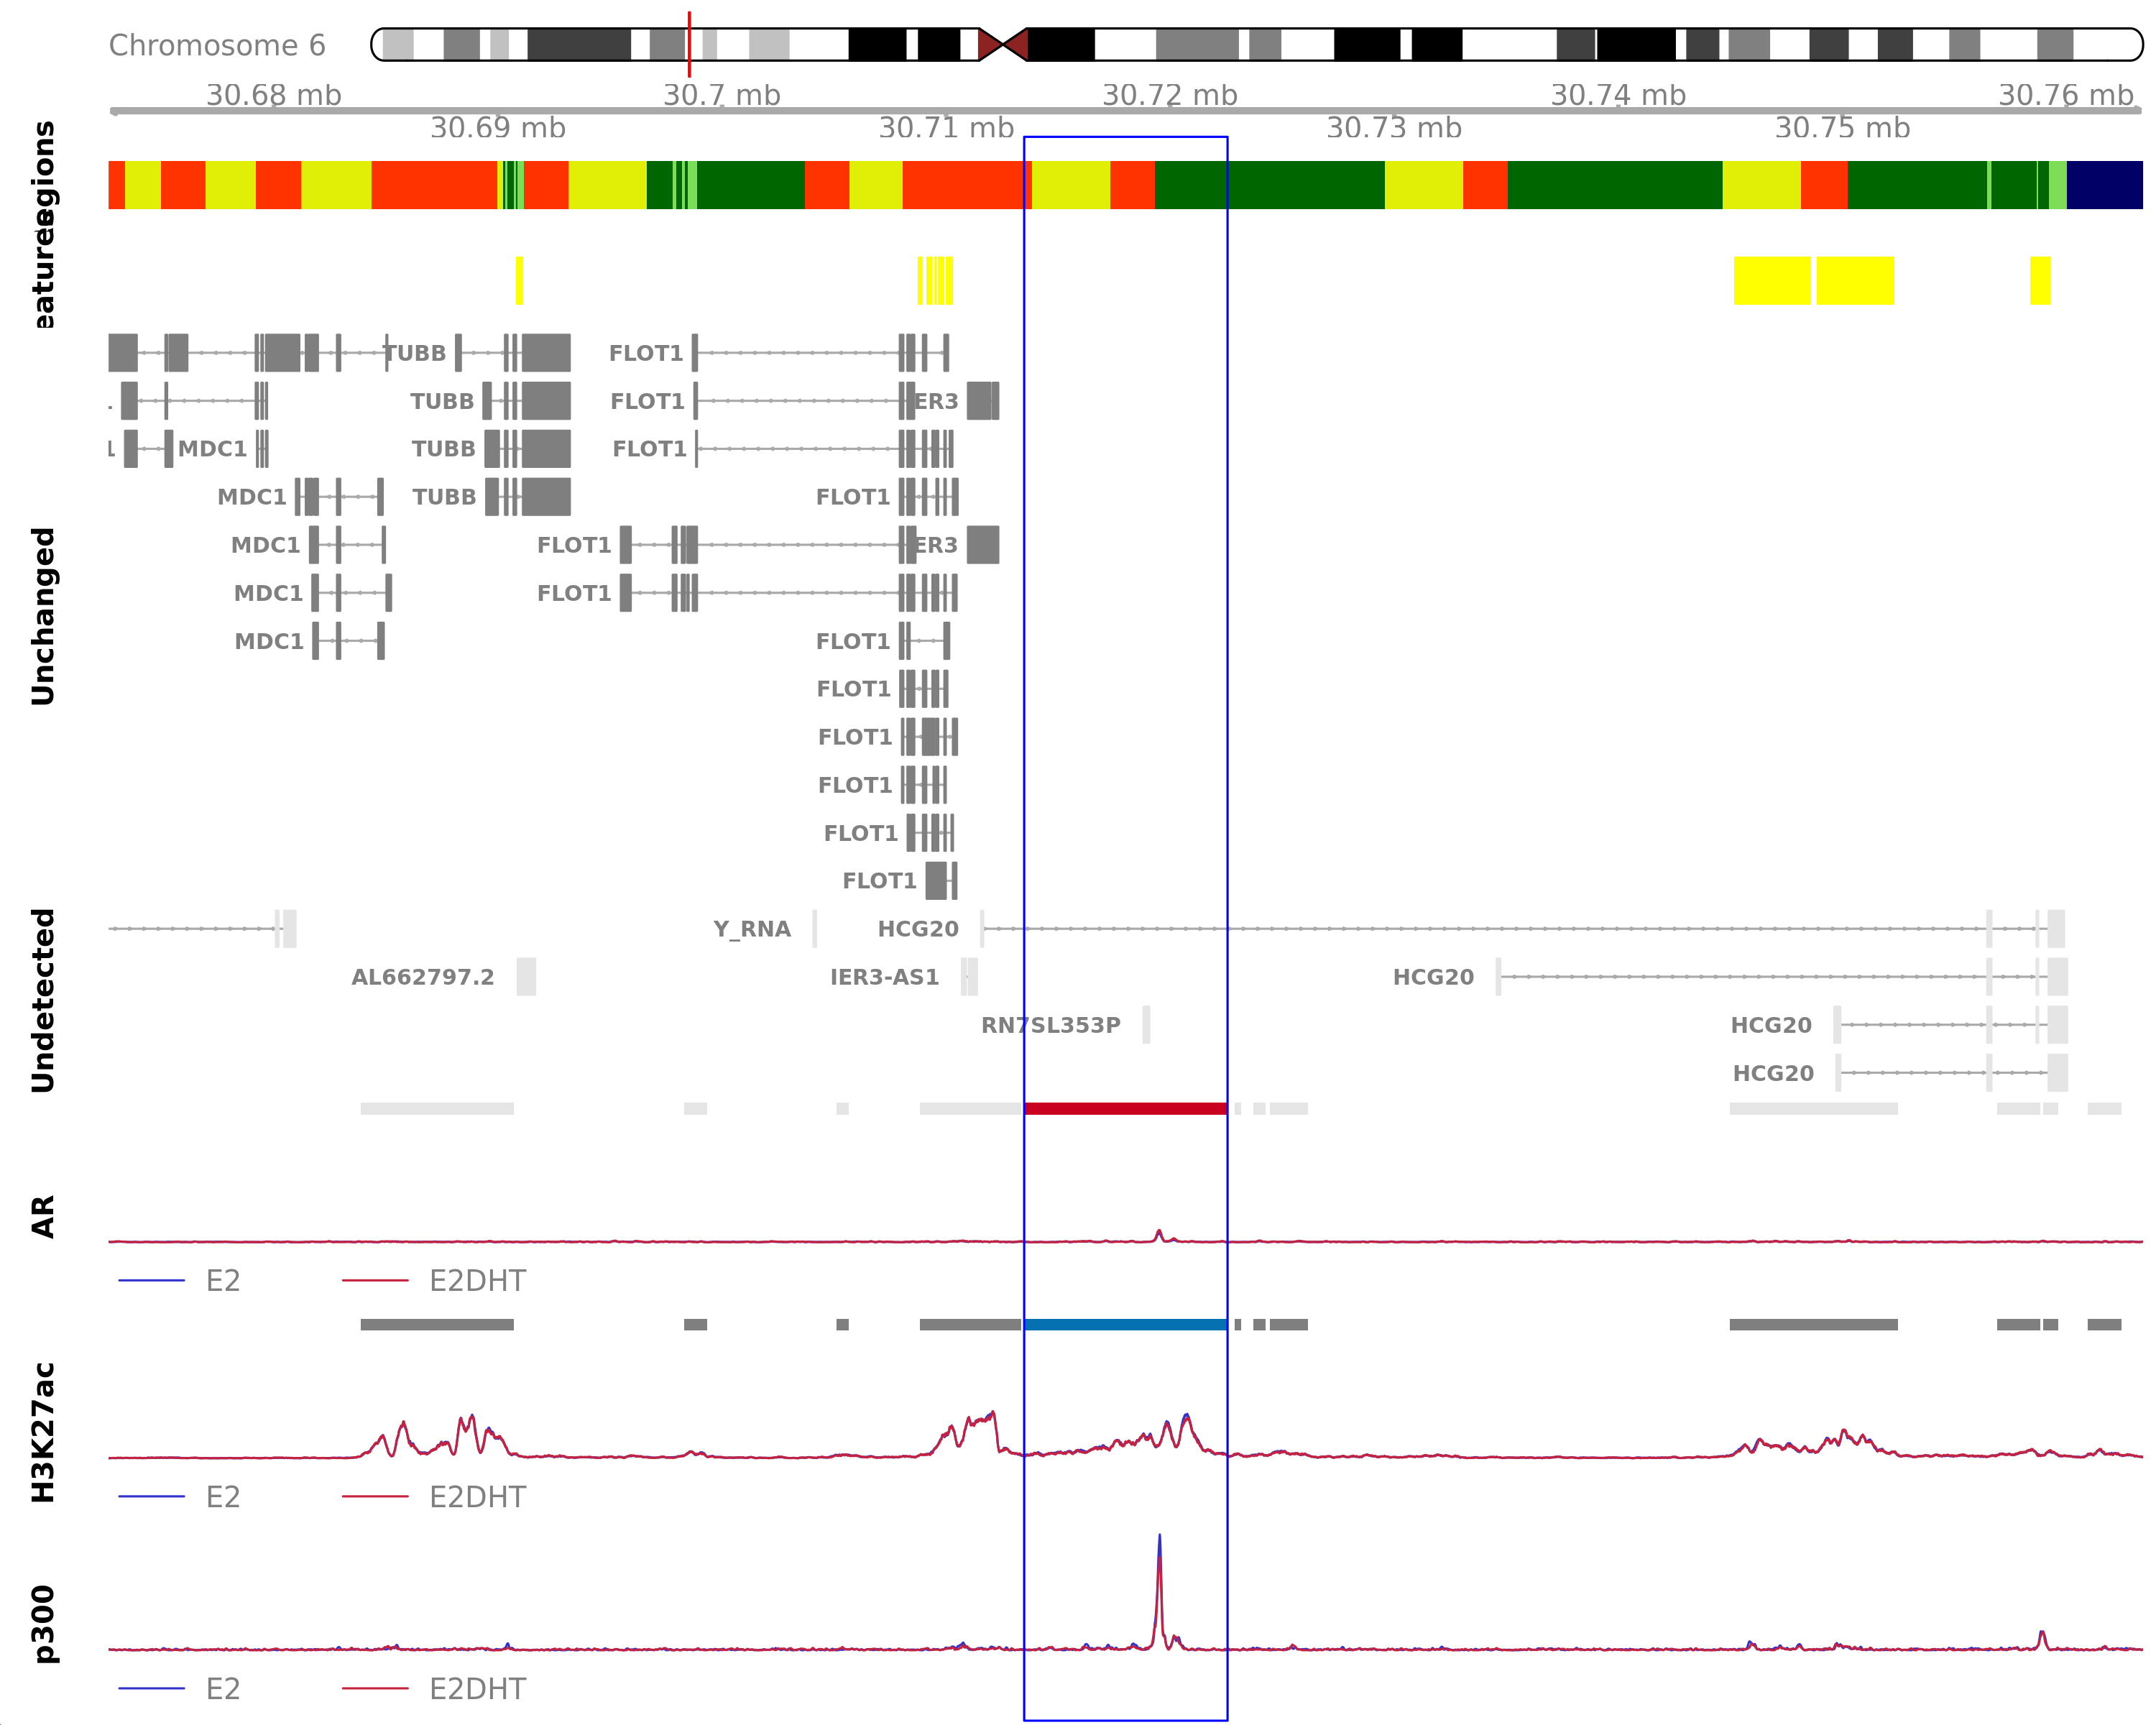 Chromosome 6
30.68 mb 30.7 mb 30.72 mb 30.74 mb 30.76 mb
30.69 mb 30.71 mb 30.73 mb 30.75 mb
egions
eatures
Unchanged
TUBB FLOT1
TUBB FLOT1 ER3
MDC1 TUBB FLOT1
MDC1 TUBB FLOT1
MDC1 FLOT1 ER3
MDC1 FLOT1
MDC1 FLOT1
FLOT1
FLOT1
FLOT1
FLOT1
FLOT1
Undetected
Y_RNA HCG20
AL662797.2 IER3-AS1 HCG20
RN7SL353P HCG20
HCG20
AR
E2 E2DHT
H3K27ac
E2 E2DHT
p300
E2 E2DHT